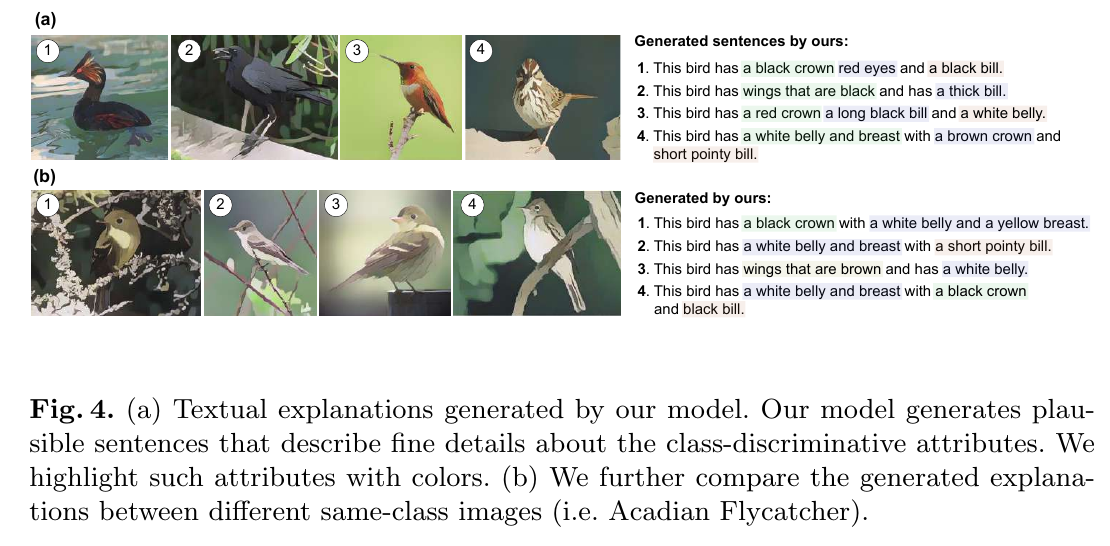 (a)
1
2
3
4
Generated sentences by ours:
1. This bird has a black crown red eyes and a black bill.
2. This bird has wings that are black and has a thick bill.
3. This bird has a red crown a long black bill and a white belly.
4. This bird has a white belly and breast with a brown crown and
short pointy bill.
(b)
1
2
3
4
Generated by ours:
1. This bird has a black crown with a white belly and a yellow breast.
2. This bird has a white belly and breast with a short pointy bill.
3. This bird has wings that are brown and has a white belly.
4. This bird has a white belly and breast with a black crown
and black bill.
Fig. 4. (a) Textual explanations generated by our model. Our model generates plau-
sible sentences that describe fine details about the class-discriminative attributes. We
highlight such attributes with colors. (b) We further compare the generated explana-
tions between different same-class images (i.e. Acadian Flycatcher).